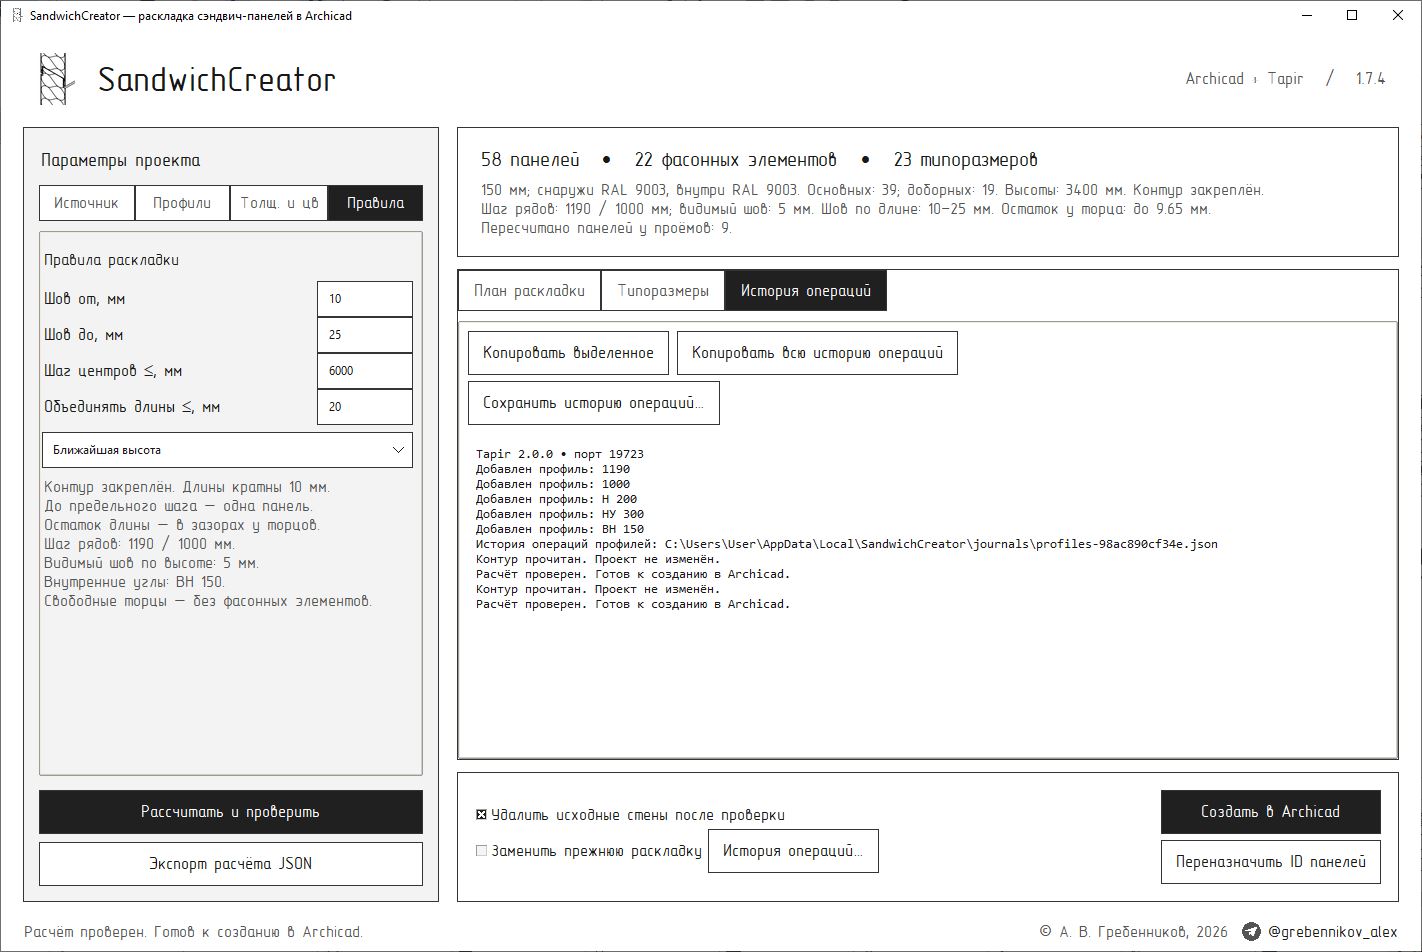 SandwichCreator — раскладка сэндвич-панелей в Archicad
SandwichCreator
Archicad › Tapir / 1.7.4
Параметры проекта
Источник Профили Толщ. и цв Правила
Правила раскладки
Шов от, мм 10
Шов до, мм 25
Шаг центров ≤, мм 6000
Объединять длины ≤, мм 20
Ближайшая высота
Контур закреплён. Длины кратны 10 мм.
До предельного шага — одна панель.
Остаток длины — в зазорах у торцов.
Шаг рядов: 1190 / 1000 мм.
Видимый шов по высоте: 5 мм.
Внутренние углы: ВН 150.
Свободные торцы — без фасонных элементов.
Рассчитать и проверить
Экспорт расчёта JSON
58 панелей • 22 фасонных элементов • 23 типоразмеров
150 мм; снаружи RAL 9003, внутри RAL 9003. Основных: 39; доборных: 19. Высоты: 3400 мм. Контур закреплён.
Шаг рядов: 1190 / 1000 мм; видимый шов: 5 мм. Шов по длине: 10–25 мм. Остаток у торца: до 9.65 мм.
Пересчитано панелей у проёмов: 9.
План раскладки Типоразмеры История операций
Копировать выделенное Копировать всю историю операций
Сохранить историю операций...
Tapir 2.0.0 • порт 19723
Добавлен профиль: 1190
Добавлен профиль: 1000
Добавлен профиль: Н 200
Добавлен профиль: НУ 300
Добавлен профиль: ВН 150
История операций профилей: C:\Users\User\AppData\Local\SandwichCreator\journals\profiles-98ac890cf34e.json
Контур прочитан. Проект не изменён.
Расчёт проверен. Готов к созданию в Archicad.
Контур прочитан. Проект не изменён.
Расчёт проверен. Готов к созданию в Archicad.
Удалить исходные стены после проверки
Заменить прежнюю раскладку История операций...
Создать в Archicad
Переназначить ID панелей
Расчёт проверен. Готов к созданию в Archicad.
© А. В. Гребенников, 2026 @grebennikov_alex